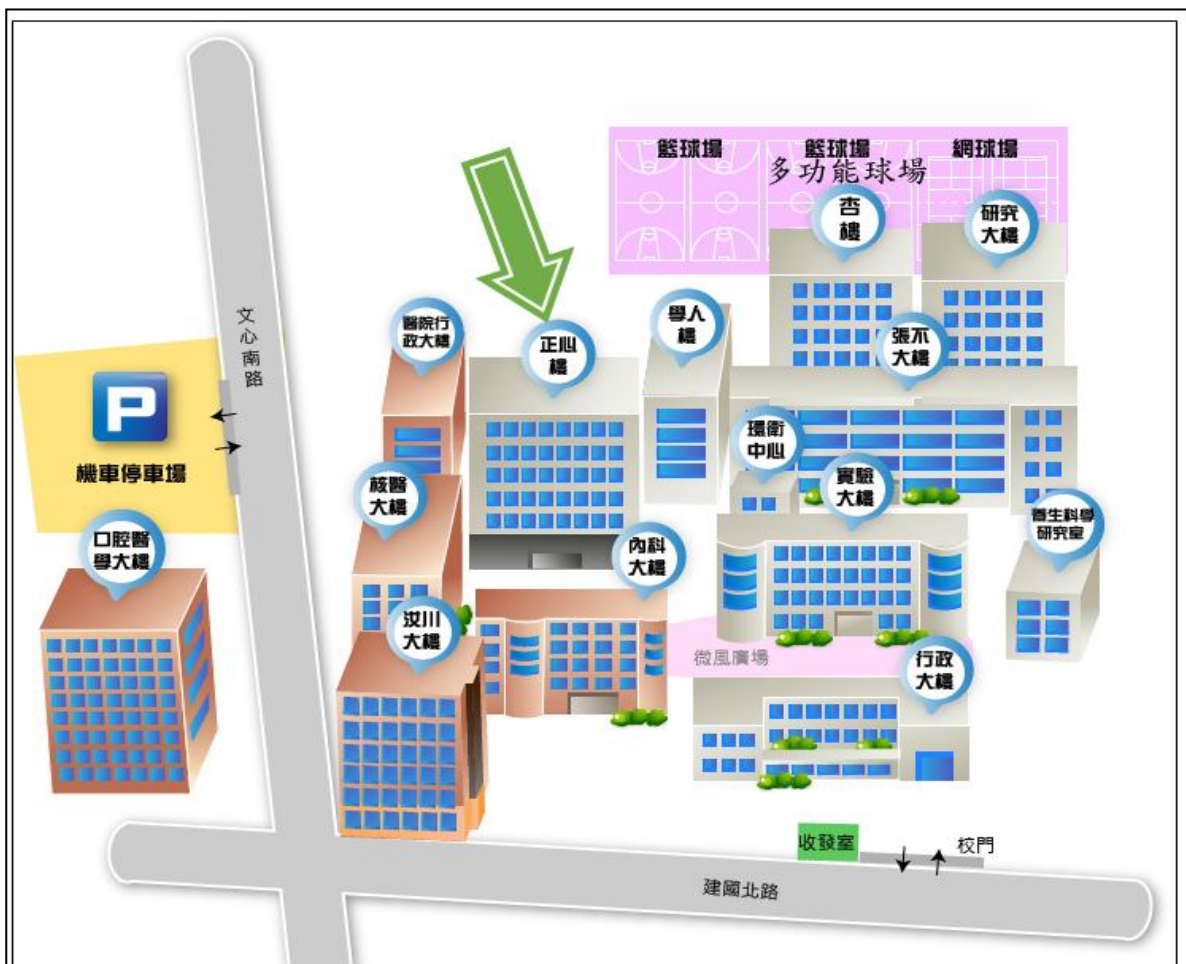 籃球場
籃球場
網球場
多功能球場
杏
樓
研究
大樓
文心南路
醫院行
政大樓
正心
樓
學人
樓
張不
大樓
P
機車停車場
環衛
中心
核醫
大樓
實驗
大樓
口腔醫
學大樓
內科
大樓
養生科學
研究室
汝川
大樓
微風廣場
行政
大樓
收發室
校門
建國北路